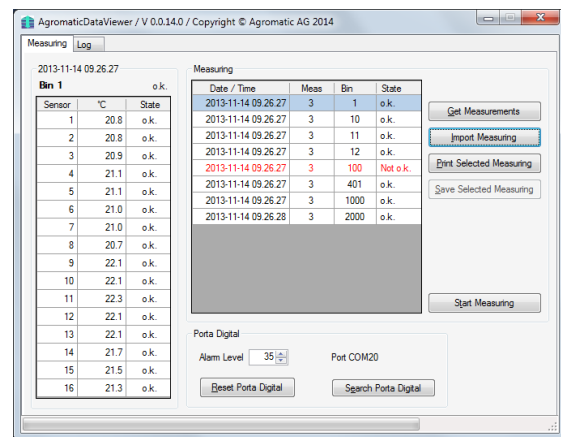 AgromaticDataViewer / V 0.0.14.0 / Copyright © Agromatic AG 2014
Measuring Log
2013-11-14 09.26.27
Bin 1 o.k.
Sensor °C State
1 20.8 o.k.
2 20.8 o.k.
3 20.9 o.k.
4 21.1 o.k.
5 21.1 o.k.
6 21.0 o.k.
7 21.0 o.k.
8 20.7 o.k.
9 22.1 o.k.
10 22.1 o.k.
11 22.3 o.k.
12 22.1 o.k.
13 22.1 o.k.
14 21.7 o.k.
15 21.5 o.k.
16 21.3 o.k.
Measuring
Date / Time Meas Bin State
2013-11-14 09.26.27 3 1 o.k.
2013-11-14 09.26.27 3 10 o.k.
2013-11-14 09.26.27 3 11 o.k.
2013-11-14 09.26.27 3 12 o.k.
2013-11-14 09.26.27 3 100 Not o.k.
2013-11-14 09.26.27 3 401 o.k.
2013-11-14 09.26.27 3 1000 o.k.
2013-11-14 09.26.28 3 2000 o.k.
Get Measurements
Import Measuring
Print Selected Measuring
Save Selected Measuring
Start Measuring
Porta Digital
Alarm Level 35 Port COM20
Reset Porta Digital Search Porta Digital